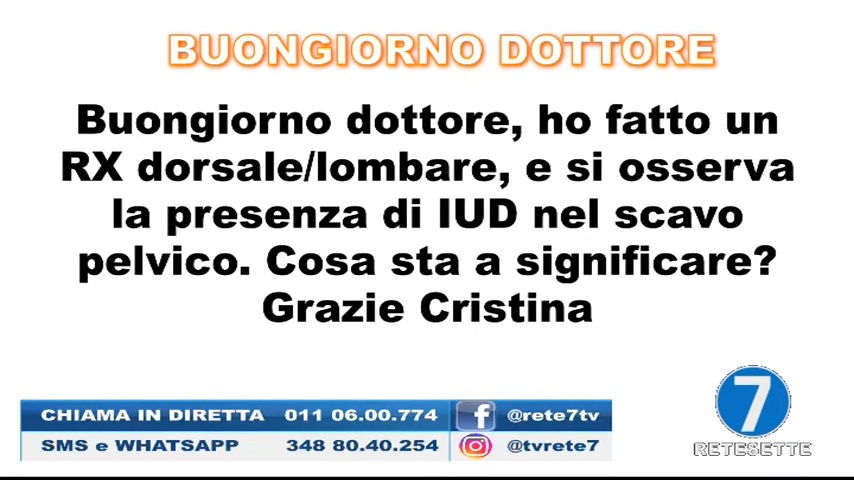 BUONGIORNO DOTTORE
Buongiorno dottore, ho fatto un
RX dorsale/lombare, e si osserva
la presenza di IUD nel scavo
pelvico. Cosa sta a significare?
Grazie Cristina
CHIAMA IN DIRETTA 011 06.00.774 f @rete7tv
SMS e WHATSAPP 348 80.40.254 @tvrete7
7
RETESETTE